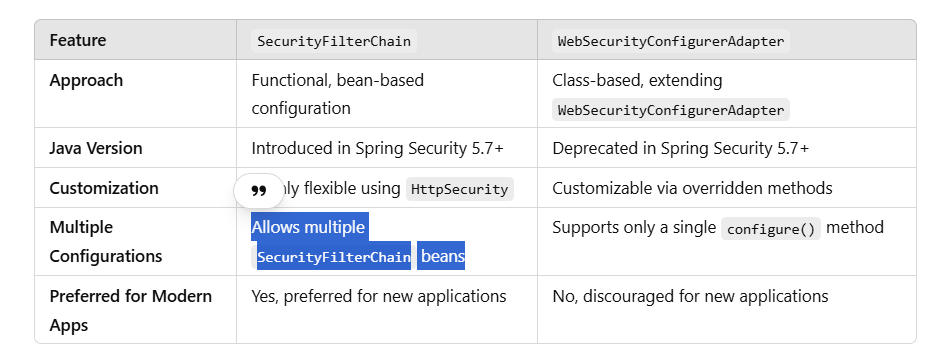 Feature SecurityFilterChain WebSecurityConfigurerAdapter
Approach Functional, bean-based Class-based, extending
configuration WebSecurityConfigurerAdapter
Java Version Introduced in Spring Security 5.7+ Deprecated in Spring Security 5.7+
Customization ly flexible using HttpSecurity Customizable via overridden methods
Multiple Allows multiple Supports only a single configure() method
Configurations SecurityFilterChain beans
Preferred for Modern Yes, preferred for new applications No, discouraged for new applications
Apps